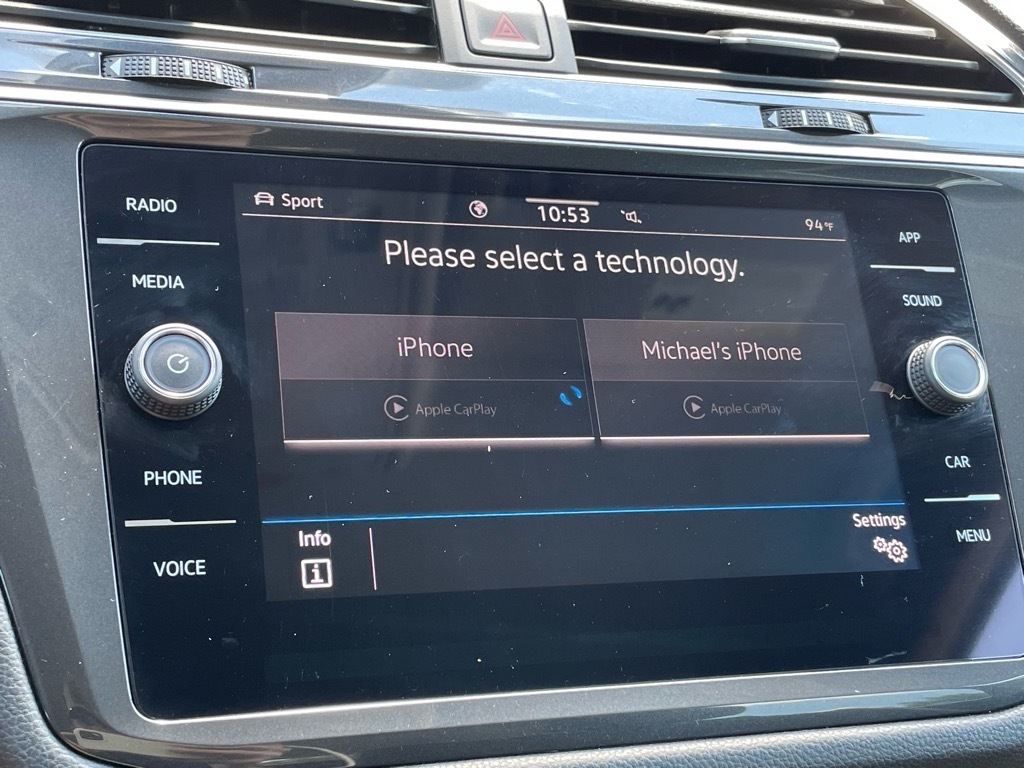 RADIO
MEDIA
PHONE
VOICE
Sport
10:53
94°F
Please select a technology.
iPhone
Apple CarPlay
Michael's iPhone
Apple CarPlay
Info
i
Settings
APP
SOUND
CAR
MENU